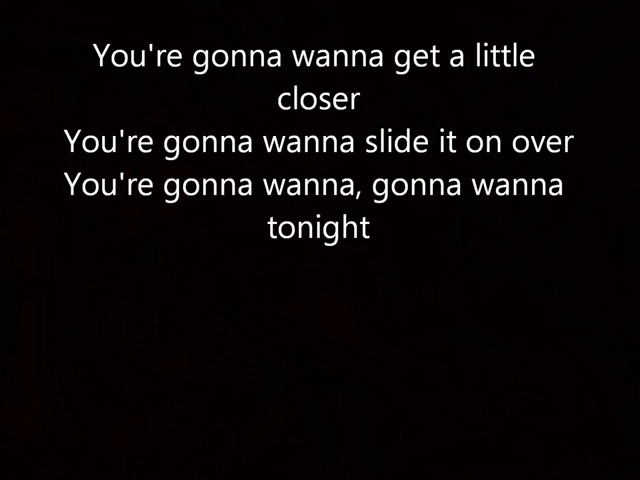 You're gonna wanna get a little
closer
You're gonna wanna slide it on over
You're gonna wanna, gonna wanna
tonight